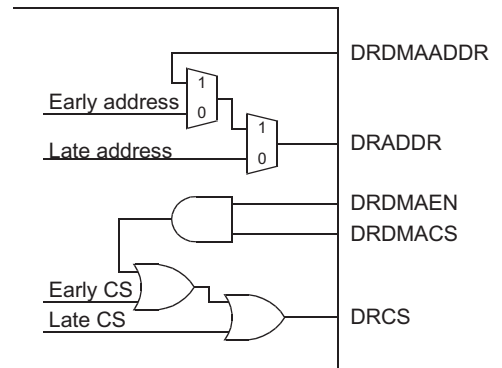 DRDMAADDR
1
Early address
0
1
DRADDR
Late address
0
DRDMAEN
DRDMACS
Early CS
Late CS
DRCS